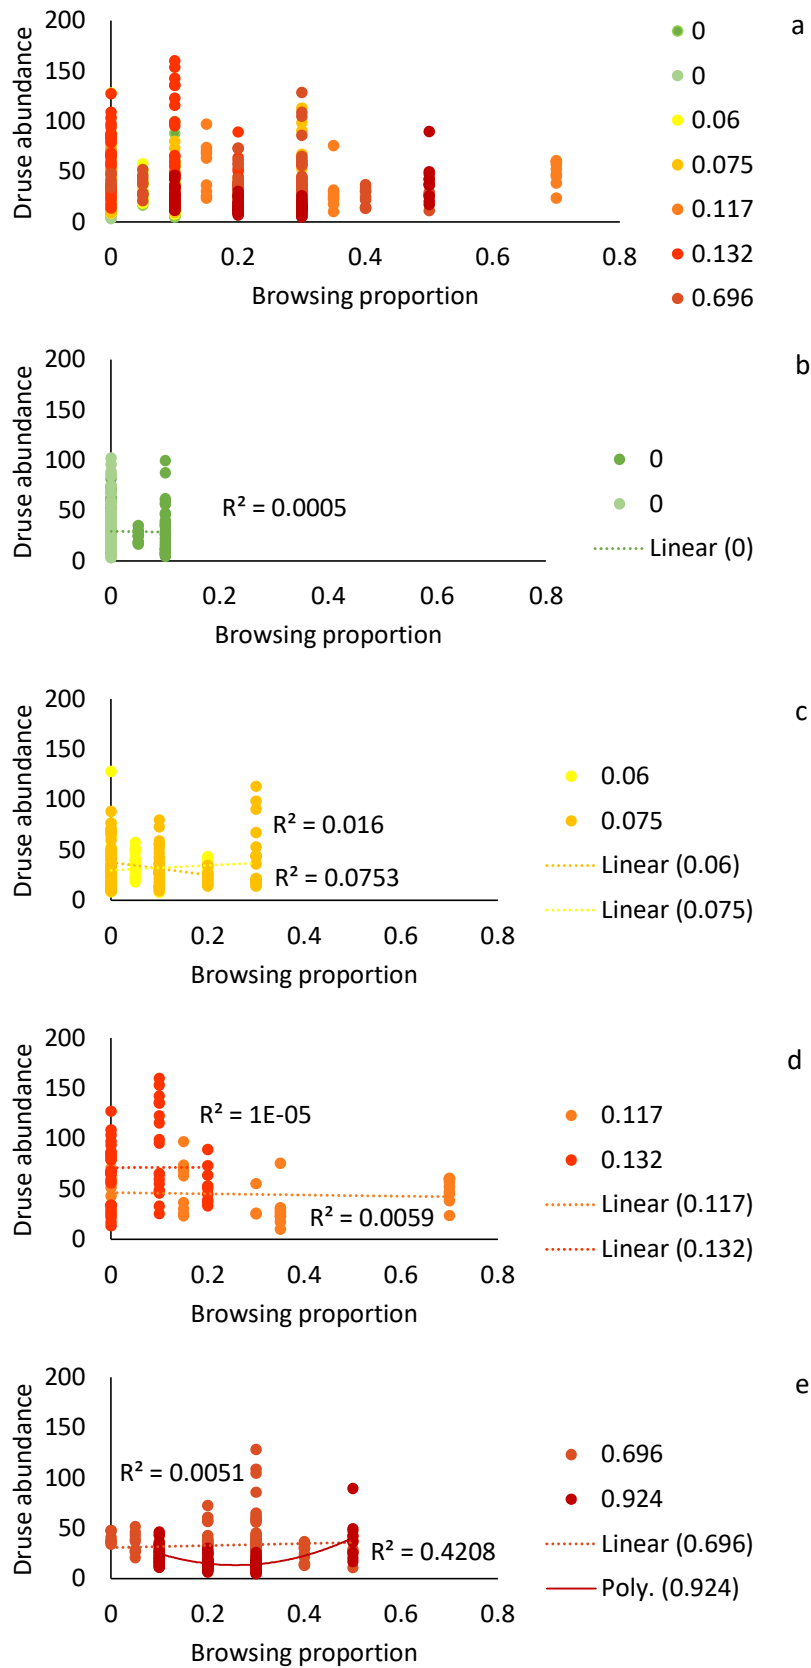 a
200
150
100
50
0
Druse abundance
0 0.2 0.4 0.6 0.8
Browsing proportion
0
0
0.06
0.075
0.117
0.132
0.696
b
200
150
100
50
0
Druse abundance
R² = 0.0005
0 0.2 0.4 0.6 0.8
Browsing proportion
0
0
Linear (0)
c
200
150
100
50
0
Druse abundance
R² = 0.016
R² = 0.0753
0 0.2 0.4 0.6 0.8
Browsing proportion
0.06
0.075
Linear (0.06)
Linear (0.075)
d
200
150
100
50
0
Druse abundance
R² = 1E-05
R² = 0.0059
0 0.2 0.4 0.6 0.8
Browsing proportion
0.117
0.132
Linear (0.117)
Linear (0.132)
e
200
150
100
50
0
Druse abundance
R² = 0.0051
R² = 0.4208
0 0.2 0.4 0.6 0.8
Browsing proportion
0.696
0.924
Linear (0.696)
Poly. (0.924)